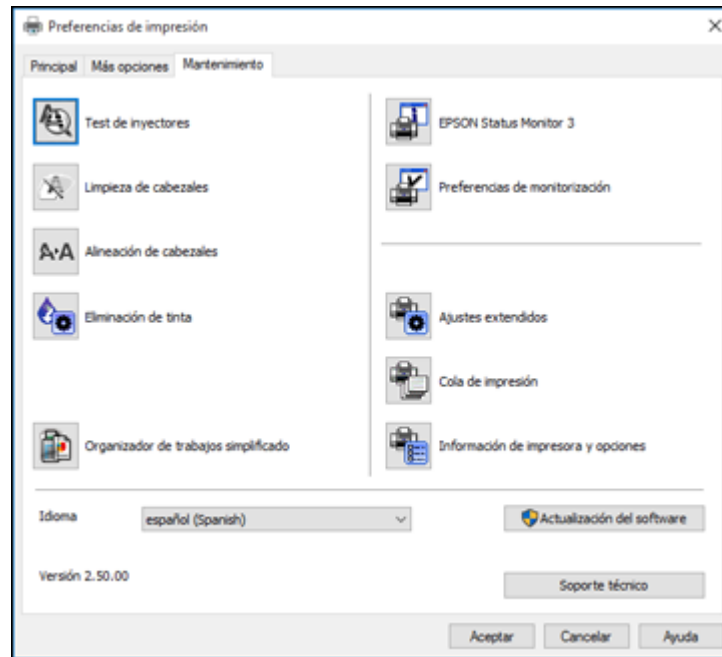 Preferencias de impresión
Principal
Más opciones
Mantenimiento
Test de inyectores
EPSON Status Monitor 3
Limpieza de cabezales
Preferencias de monitorización
A·A
Alineación de cabezales
Eliminación de tinta
Ajustes extendidos
Cola de impresión
Organizador de trabajos simplificado
Información de impresora y opciones
Idioma
español (Spanish)
Actualización del software
Versión 2.50.00
Soporte técnico
Aceptar
Cancelar
Ayuda